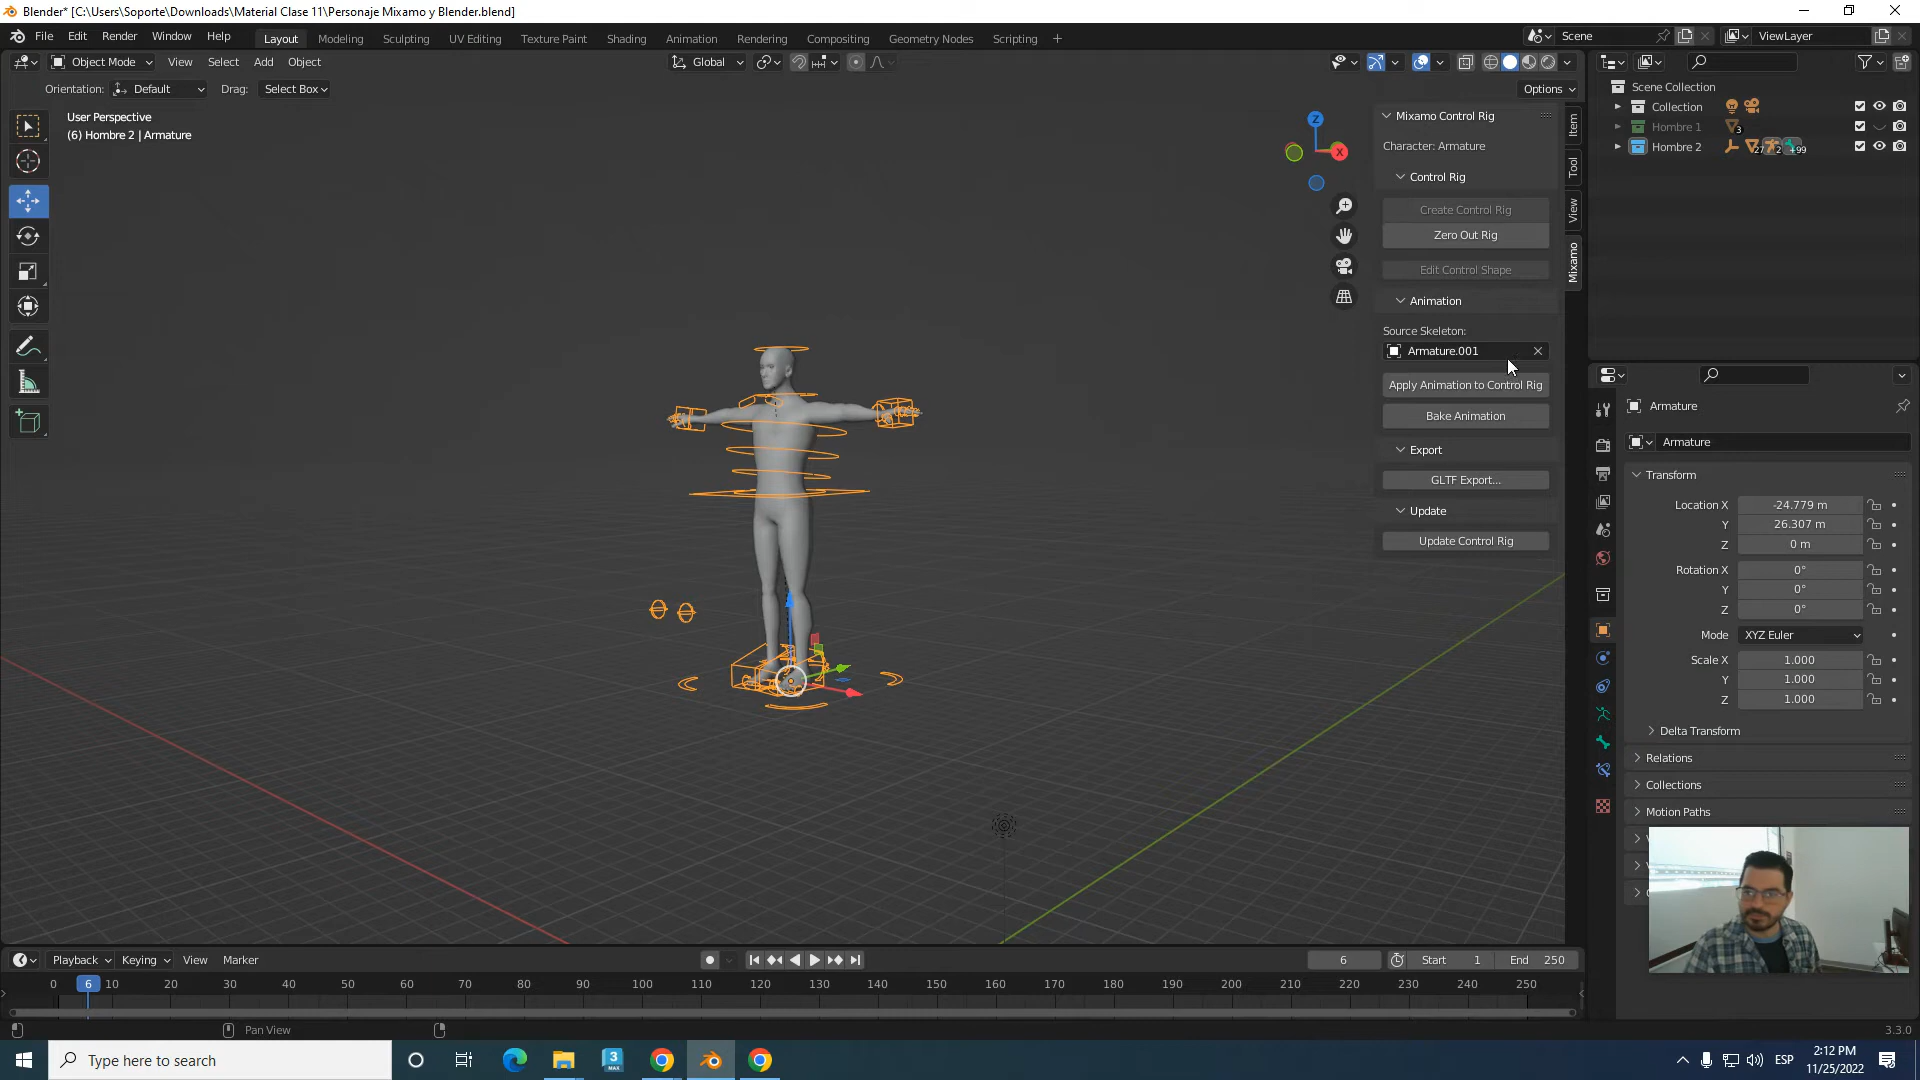 Blender* [C:\Users\Soporte\Downloads\Material Clase 11\Personaje Mixamo y Blender.blend]
File Edit Render Window Help
Layout Modeling Sculpting UV Editing Texture Paint Shading Animation Rendering Compositing Geometry Nodes Scripting +
Scene
ViewLayer
Object Mode View Select Add Object
Global
Orientation: Default Drag: Select Box
Options
User Perspective
(6) Hombre 2 | Armature
Z
X
Mixamo Control Rig
Character: Armature
Control Rig
Create Control Rig
Zero Out Rig
Edit Control Shape
Animation
Source Skeleton:
Armature.001
Apply Animation to Control Rig
Bake Animation
Export
GLTF Export...
Update
Update Control Rig
Item
Tool
View
Mixamo
Scene Collection
Collection
Hombre 1 3
Hombre 2 27 2 +99
Armature
Armature
Transform
Location X -24.779 m
Y 26.307 m
Z 0 m
Rotation X 0°
Y 0°
Z 0°
Mode XYZ Euler
Scale X 1.000
Y 1.000
Z 1.000
Delta Transform
Relations
Collections
Motion Paths
Playback Keying View Marker
6 Start 1 End 250
0 6 10 20 30 40 50 60 70 80 90 100 110 120 130 140 150 160 170 180 190 200 210 220 230 240 250
Pan View
3.3.0
Type here to search
3
MAX
ESP
2:12 PM
11/25/2022